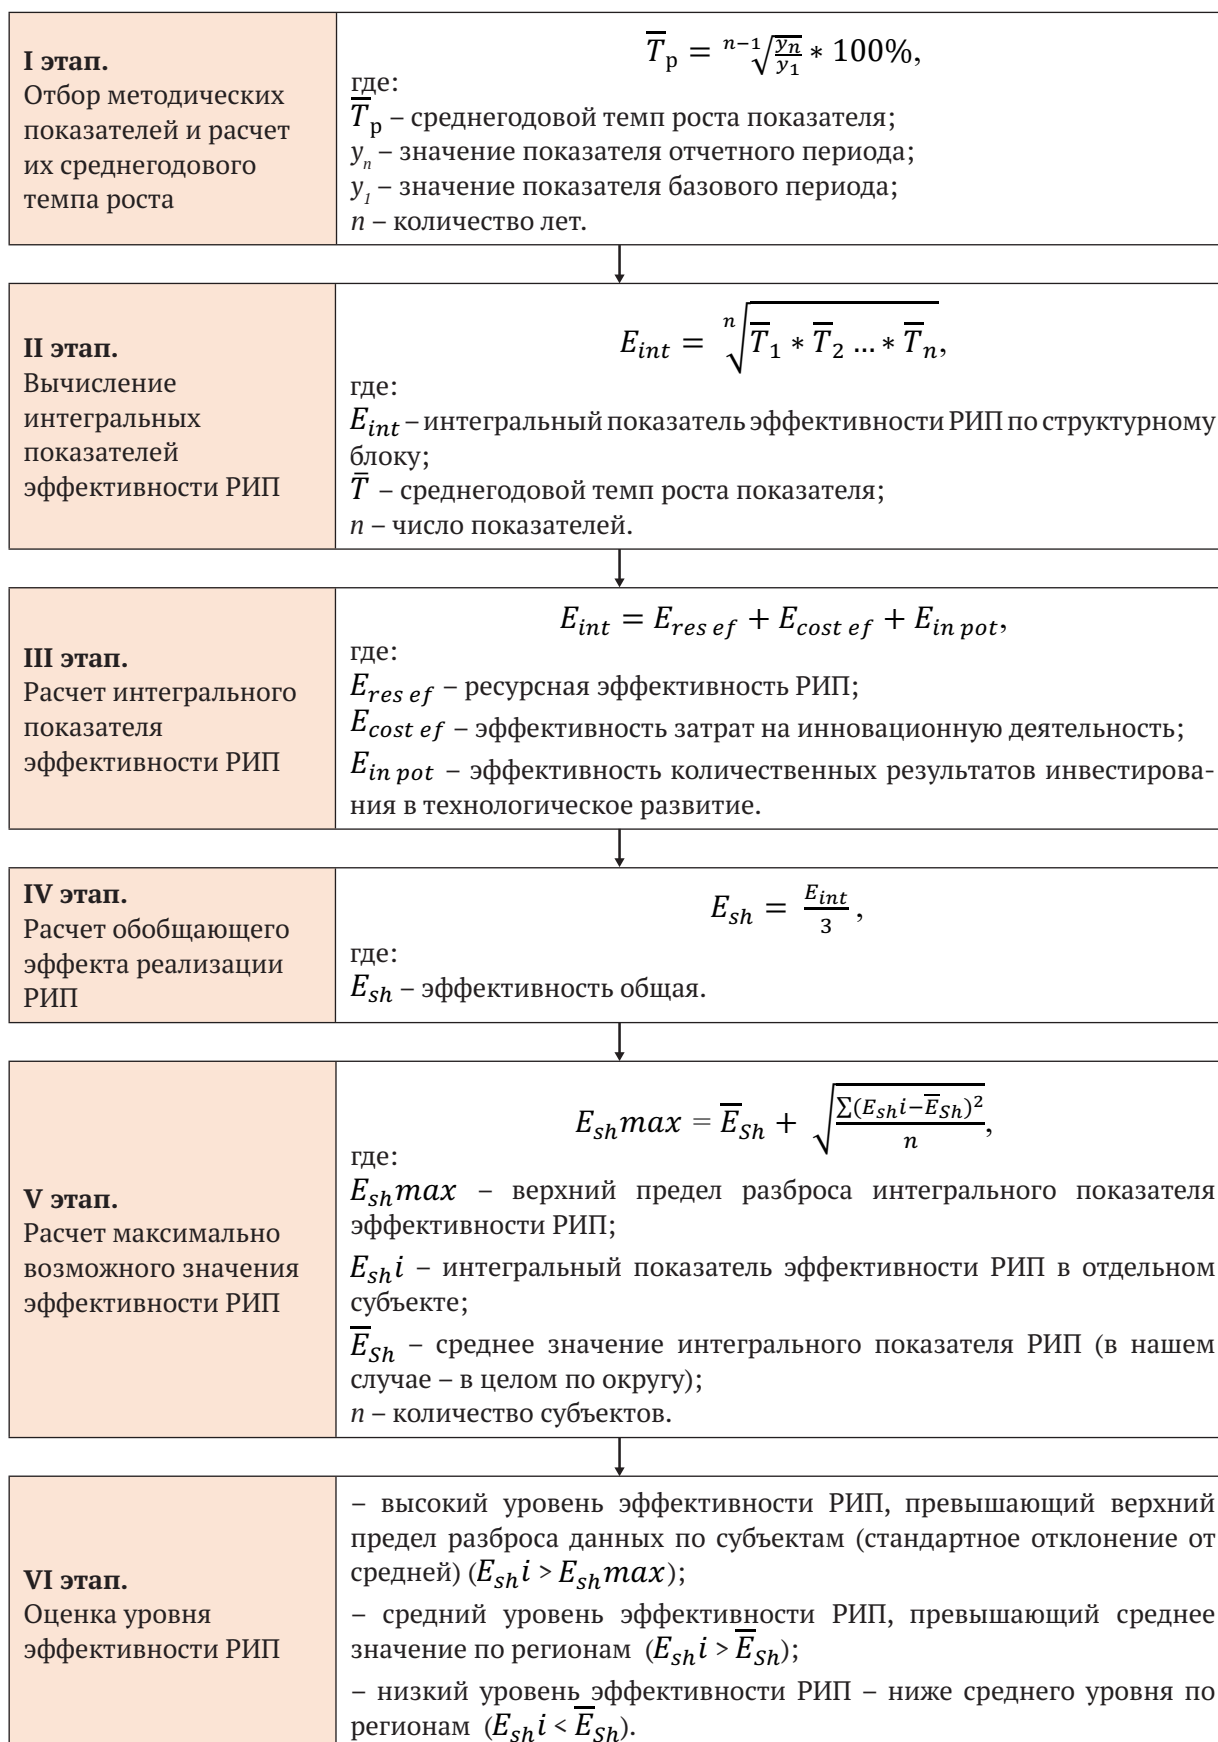 I этап.
Отбор методических
показателей и расчет
их среднегодового
темпа роста
T̅р = ⁿ⁻¹√(yn/y1) * 100%,
где:
T̅р – среднегодовой темп роста показателя;
yn – значение показателя отчетного периода;
y1 – значение показателя базового периода;
n – количество лет.
II этап.
Вычисление
интегральных
показателей
эффективности РИП
Eint = ⁿ√(T̅1 * T̅2 … * T̅n),
где:
Eint – интегральный показатель эффективности РИП по структурному
блоку;
T̅ – среднегодовой темп роста показателя;
n – число показателей.
III этап.
Расчет интегрального
показателя
эффективности РИП
Eint = Eres ef + Ecost ef + Ein pot,
где:
Eres ef – ресурсная эффективность РИП;
Ecost ef – эффективность затрат на инновационную деятельность;
Ein pot – эффективность количественных результатов инвестирова-
ния в технологическое развитие.
IV этап.
Расчет обобщающего
эффекта реализации
РИП
Esh = Eint/3,
где:
Esh – эффективность общая.
V этап.
Расчет максимально
возможного значения
эффективности РИП
Eshmax = E̅Sh + √(∑(Eshi−E̅Sh)²/n),
где:
Eshmax – верхний предел разброса интегрального показателя
эффективности РИП;
Eshi – интегральный показатель эффективности РИП в отдельном
субъекте;
E̅Sh – среднее значение интегрального показателя РИП (в нашем
случае – в целом по округу);
n – количество субъектов.
VI этап.
Оценка уровня
эффективности РИП
– высокий уровень эффективности РИП, превышающий верхний
предел разброса данных по субъектам (стандартное отклонение от
средней) (Eshi > Eshmax);
– средний уровень эффективности РИП, превышающий среднее
значение по регионам (Eshi > E̅Sh);
– низкий уровень эффективности РИП – ниже среднего уровня по
регионам (Eshi < E̅Sh).